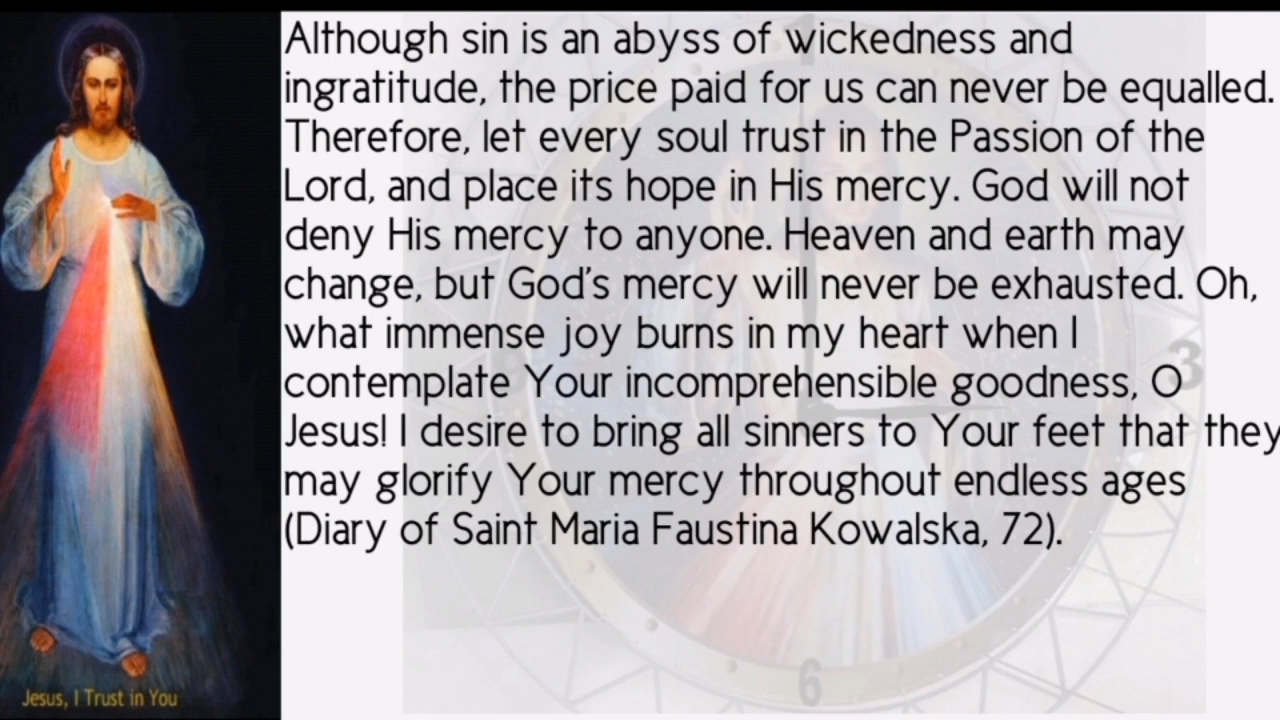 Although sin is an abyss of wickedness and
ingratitude, the price paid for us can never be equalled.
Therefore, let every soul trust in the Passion of the
Lord, and place its hope in His mercy. God will not
deny His mercy to anyone. Heaven and earth may
change, but God's mercy will never be exhausted. Oh,
what immense joy burns in my heart when I
contemplate Your incomprehensible goodness, O
Jesus! I desire to bring all sinners to Your feet that they
may glorify Your mercy throughout endless ages
(Diary of Saint Maria Faustina Kowalska, 72).
3
6
Jesus, I Trust in You